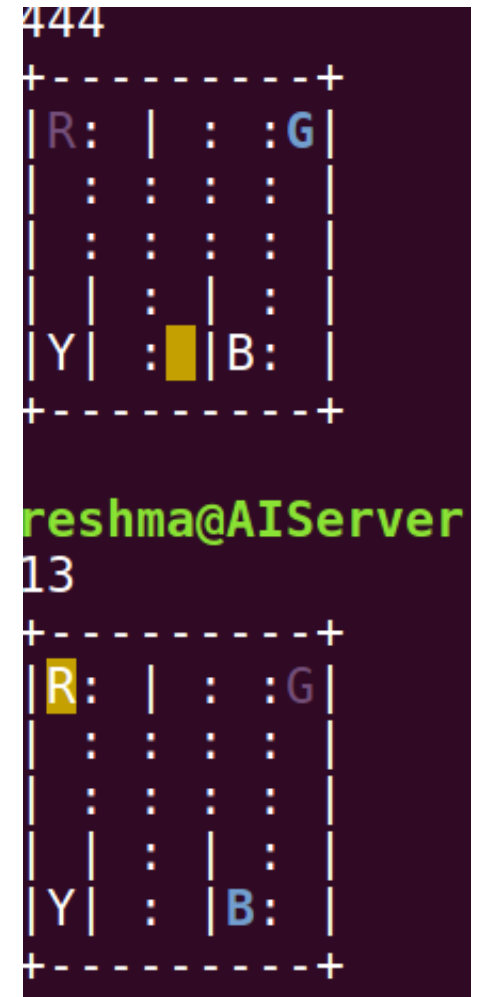 444
+---------+
|R: | : :G|
| : : : : |
| : : : : |
| | : | : |
|Y| : |B: |
+---------+
reshma@AIServer
13
+---------+
|R: | : :G|
| : : : : |
| : : : : |
| | : | : |
|Y| : |B: |
+---------+